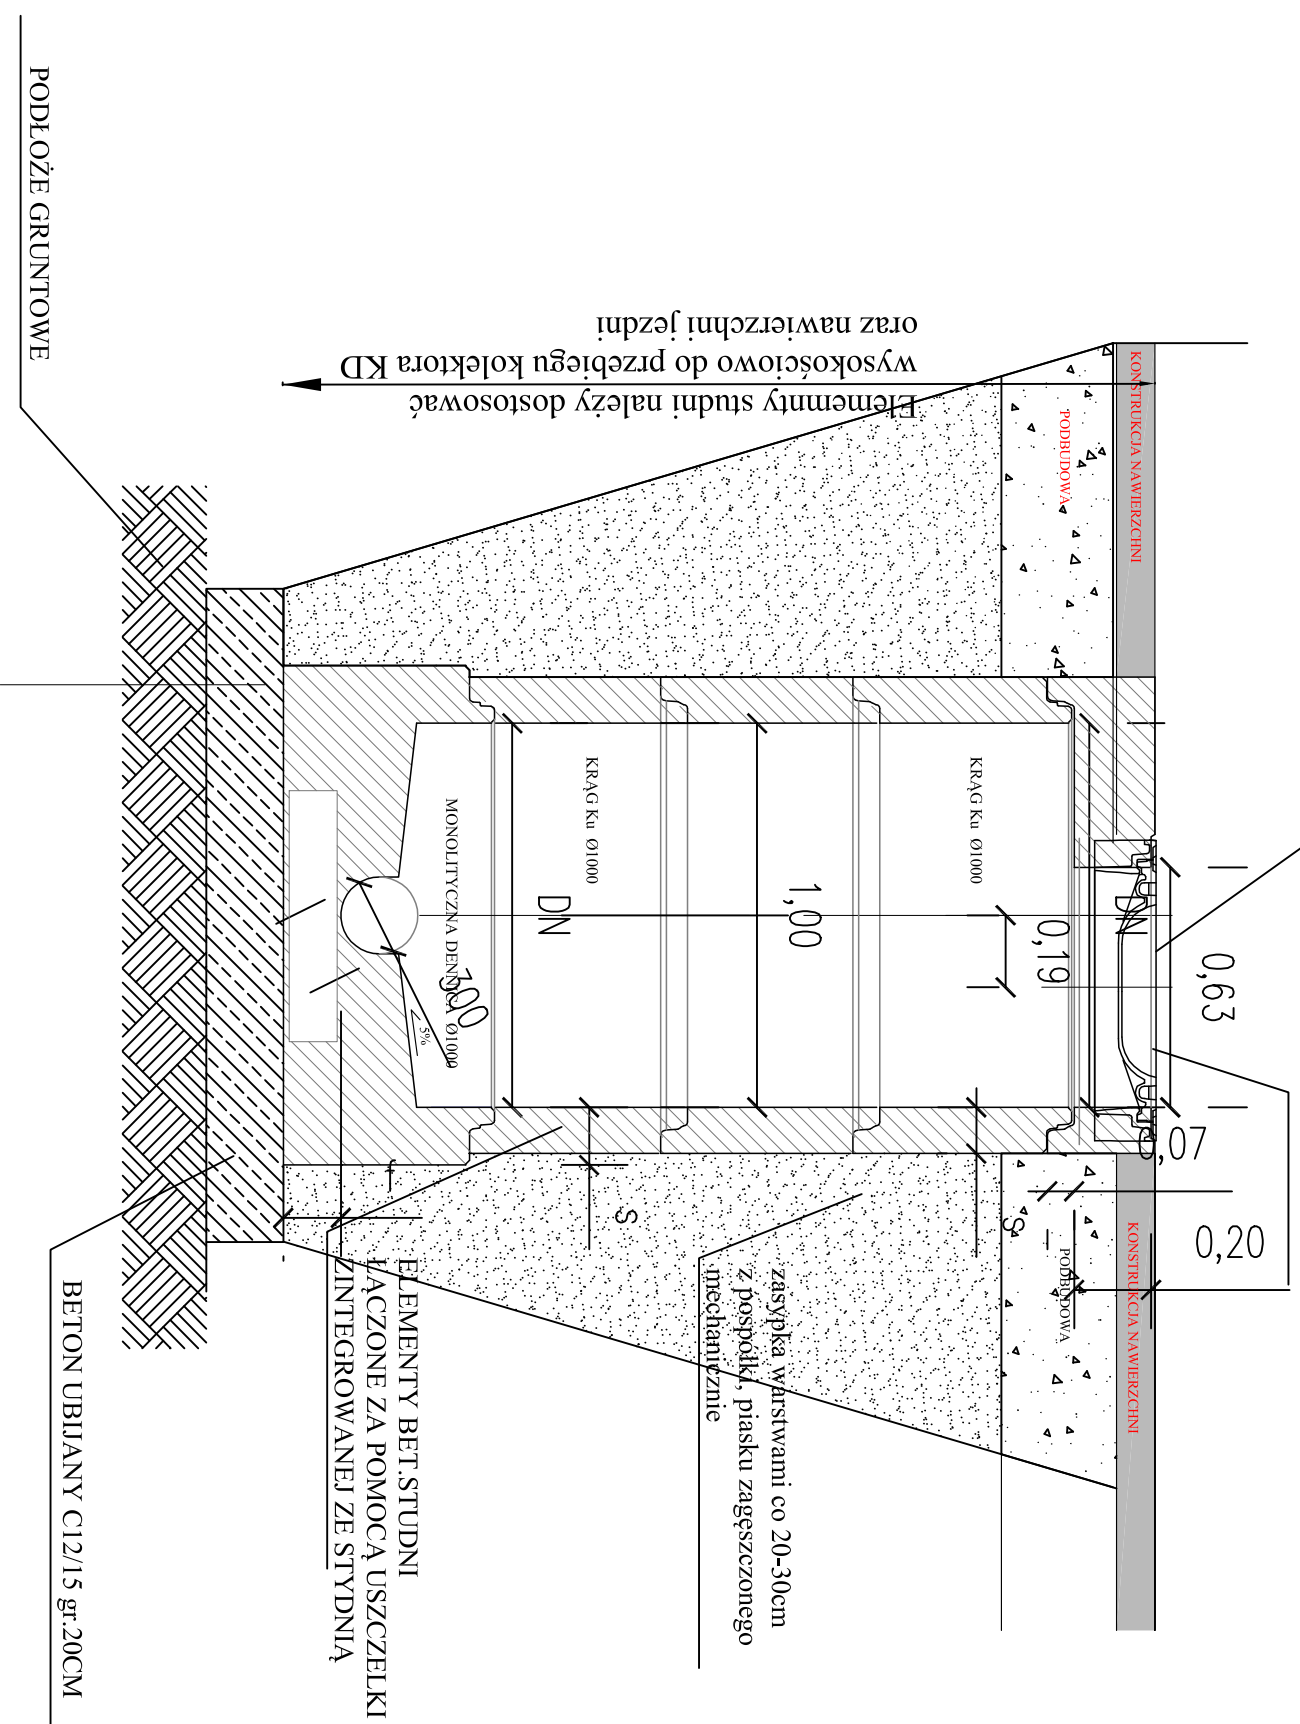 KONSTRUKCJA NAWIERZCHNI
PODBUDOWA
Elememnty studni należy dostosować
wysokościowo do przebiegu kolektora KD
oraz nawierzchni jezdni
PODŁOŻE GRUNTOWE
0,63
DN
0,19
KRĄG Ku Ø1000
1,00
DN
KRĄG Ku Ø1000
MONOLITYCZNA DENNICA Ø1000
300
5%
0,07
0,20
KONSTRUKCJA NAWIERZCHNI
PODBUDOWA
S
S
f
zasypka warstwami co 20-30cm
z pospółki, piasku zagęszczonego
mechanicznie
ELEMENTY BET.STUDNI
ŁĄCZONE ZA POMOCĄ USZCZELKI
ZINTEGROWANEJ ZE STYDNIĄ
BETON UBIJANY C12/15 gr.20CM